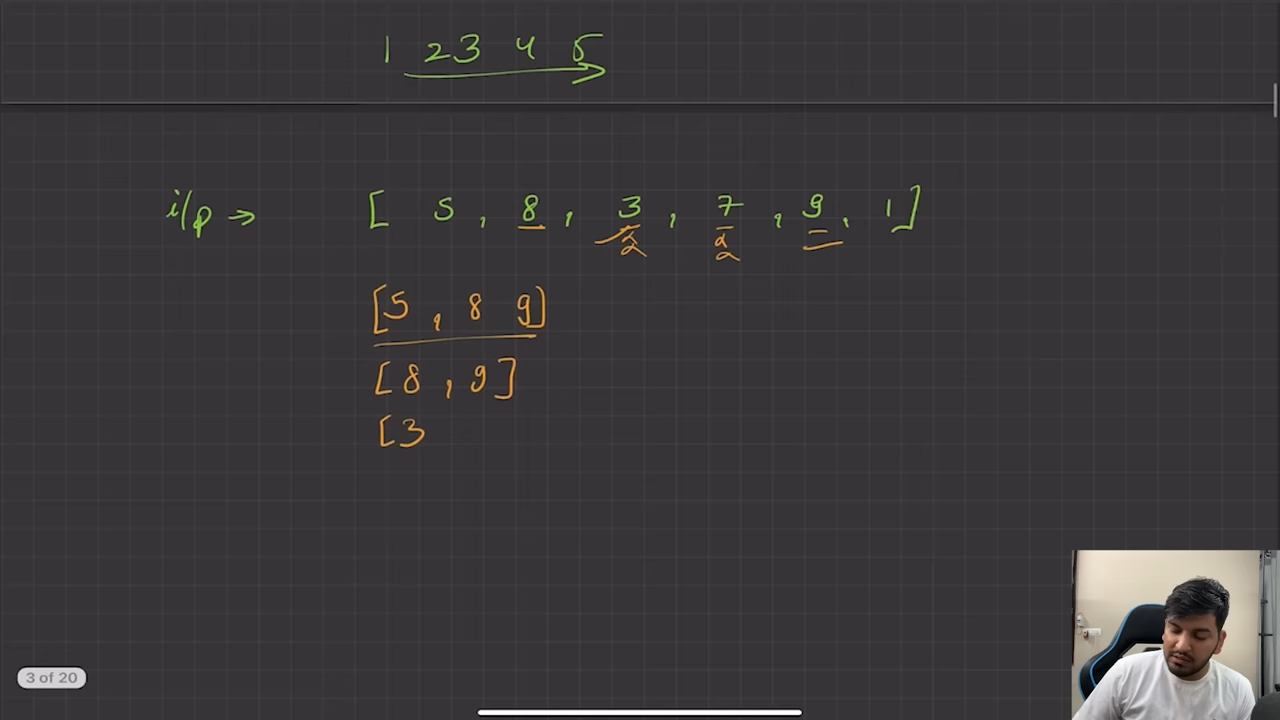 1 2 3 4 5
i/p → [ 5 , 8 , 3 , 7 , 9 , 1 ]
[5 , 8 9]
[8 , 9]
[3
3 of 20